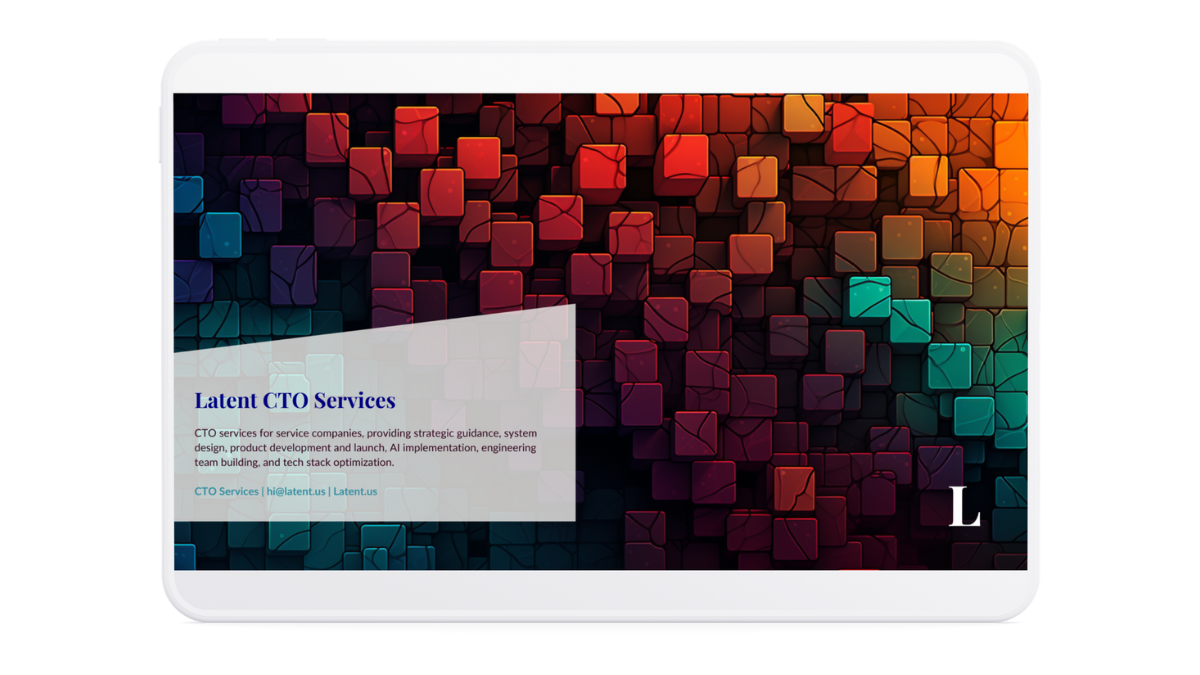 Latent CTO Services
CTO services for service companies, providing strategic guidance, system
design, product development and launch, AI implementation, engineering
team building, and tech stack optimization.
CTO Services | hi@latent.us | Latent.us
L